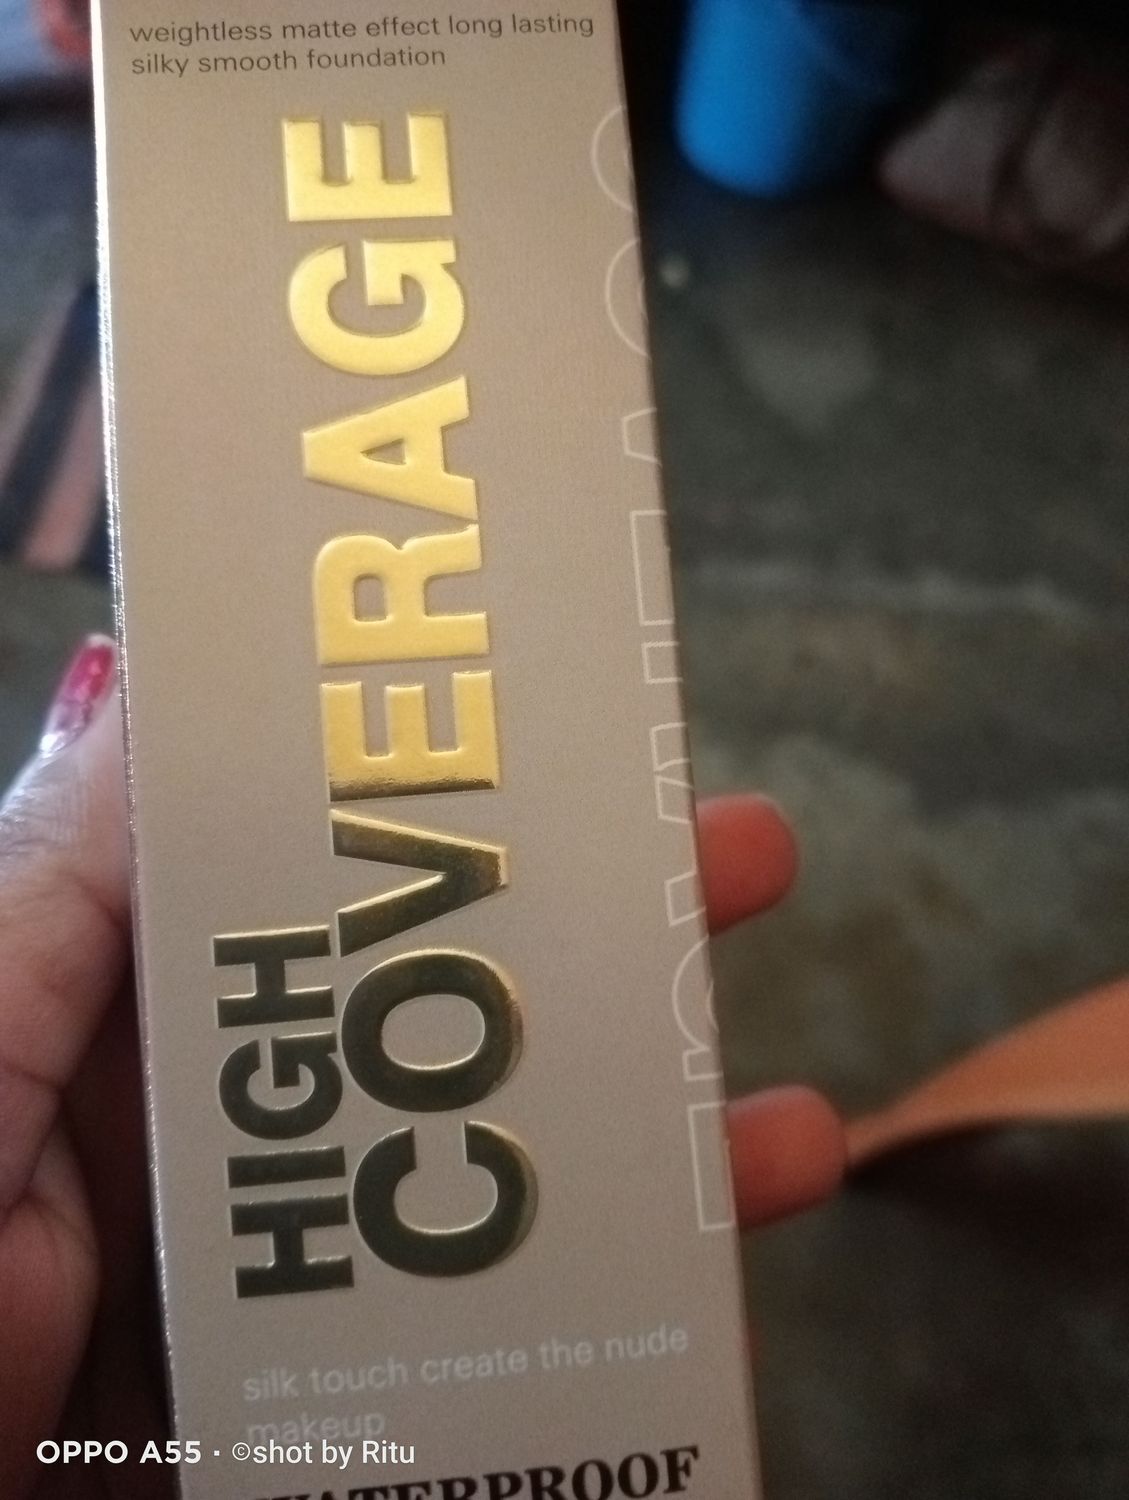 weightless matte effect long lasting
silky smooth foundation
HIGH
COVERAGE
silk touch create the nude
makeup
WATERPROOF
OPPO A55 · ©shot by Ritu